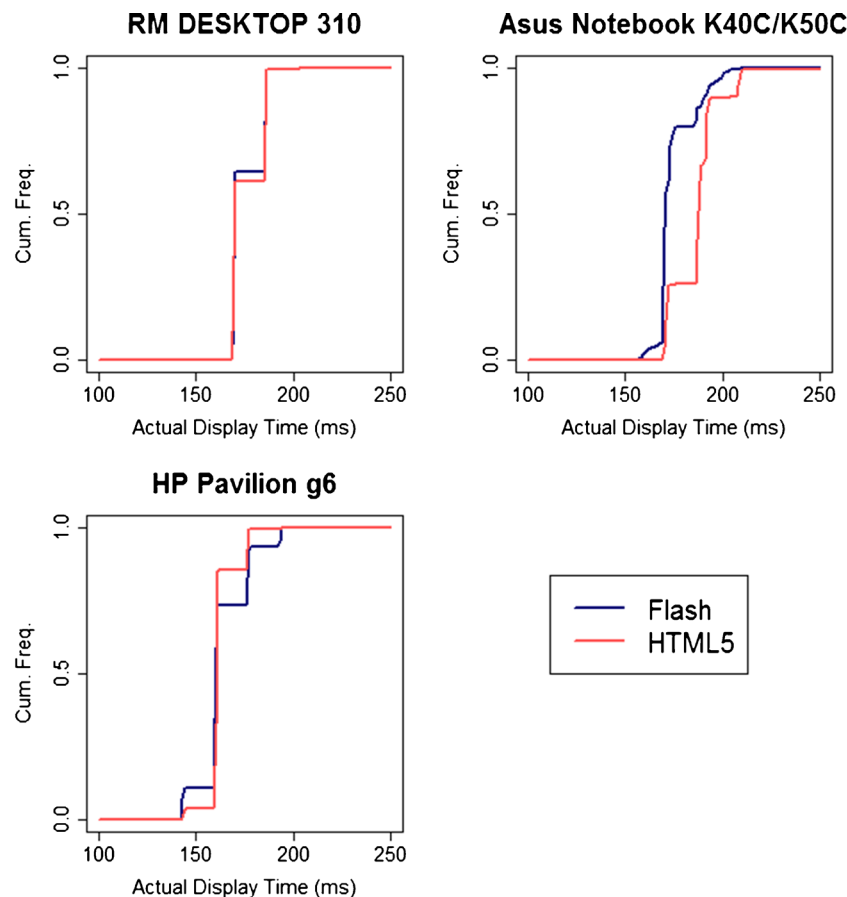 RM DESKTOP 310
Cum. Freq.
1.0
0.5
0.0
100 150 200 250
Actual Display Time (ms)
Asus Notebook K40C/K50C
Cum. Freq.
1.0
0.5
0.0
100 150 200 250
Actual Display Time (ms)
HP Pavilion g6
Cum. Freq.
1.0
0.5
0.0
100 150 200 250
Actual Display Time (ms)
Flash
HTML5